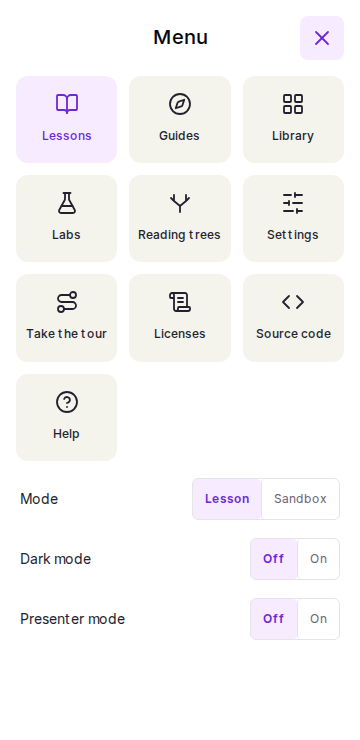 Menu
Lessons
Guides
Library
Labs
Reading trees
Settings
Take the tour
Licenses
Source code
Help
Mode
Lesson
Sandbox
Dark mode
Off
On
Presenter mode
Off
On